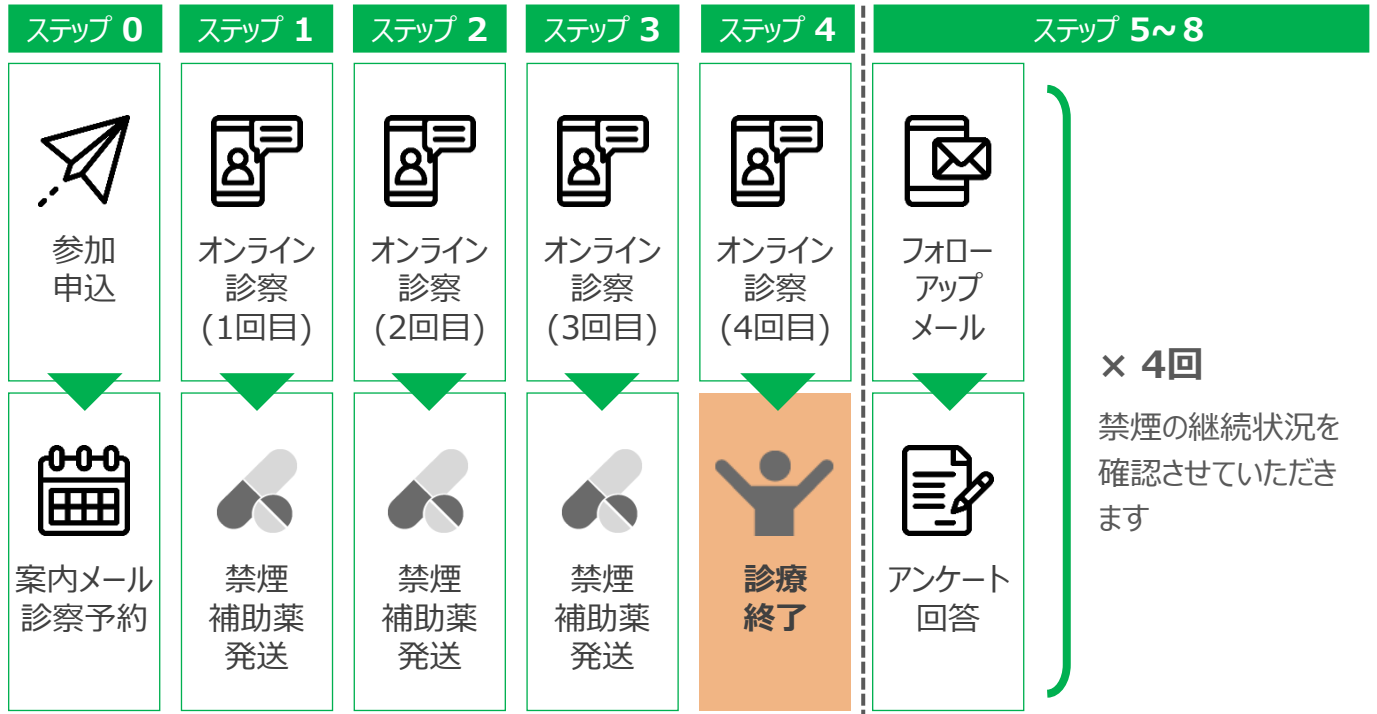 ステップ 0
ステップ 1
ステップ 2
ステップ 3
ステップ 4
ステップ 5~8
参加
申込
オンライン
診察
(1回目)
オンライン
診察
(2回目)
オンライン
診察
(3回目)
オンライン
診察
(4回目)
フォロー
アップ
メール
案内メール
診察予約
禁煙
補助薬
発送
禁煙
補助薬
発送
禁煙
補助薬
発送
診療
終了
アンケート
回答
× 4回
禁煙の継続状況を
確認させていただき
ます